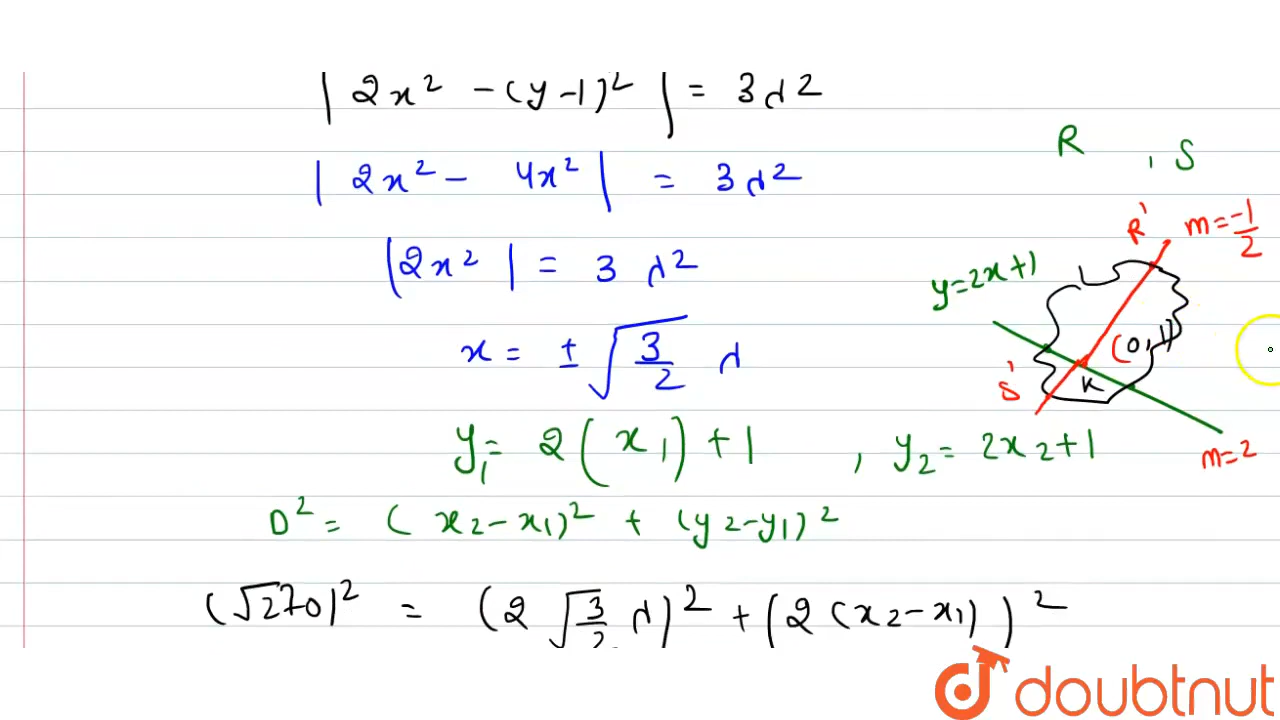 | 2x² - (y-1)² | = 3λ²
| 2x² - 4x² | = 3λ²
| 2x² | = 3 λ²
x = ± √(3/2) λ
y₁ = 2 ( x₁ ) + 1 , y₂ = 2x₂ + 1
D² = ( x₂ - x₁ )² + ( y₂ - y₁ )²
(√270)² = (2 √(3/2) λ)² + (2 (x₂ - x₁) )²
R , S
R' m = -1/2
y = 2x + 1
(0,1)
S' K
m = 2
doubtnut